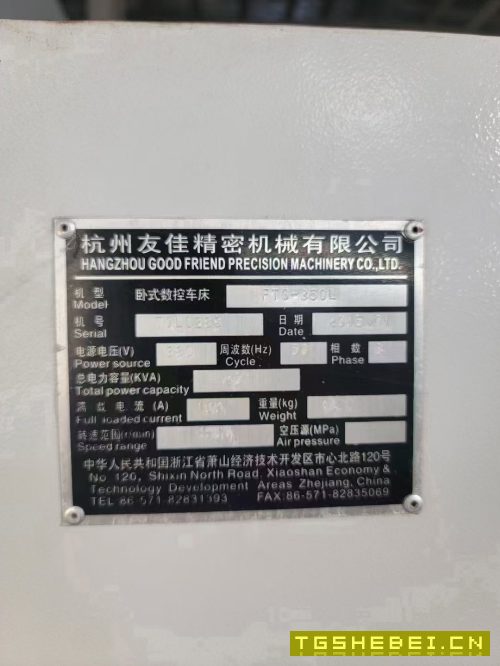 杭州友佳精密机械有限公司
HANGZHOU GOOD FRIEND PRECISION MACHINERY CO.,LTD.
机 型 卧式数控车床
Model
机 号 日 期
Serial Date
电源电压(V) 周波数(Hz) 相 数
Power source Cycle Phase
总电力容量(KVA)
Total power capacity
满载电流(A) 重量(kg)
Full loaded current Weight
转速范围(r/min) 空压源(MPa)
Speed range Air pressure
中华人民共和国浙江省萧山经济技术开发区市心北路120号
No 120, Shixin North Road, Xiaoshan Economy &
Technology Development Areas Zhejiang, China
TEL 86-571-82831393 FAX:86-571-82835069
TGSHEBEI.CN